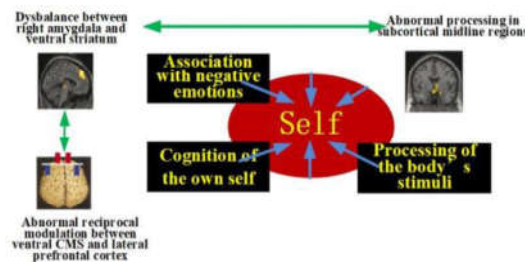 Dysbalance between
right amygdala and
ventral striatum
Abnormal processing in
subcortical midline regions
Association
with negative
emotions
Self
Cognition of
the own self
Processing of
the body's
stimuli
Abnormal reciprocal
modulation between
ventral CMS and lateral
prefrontal cortex